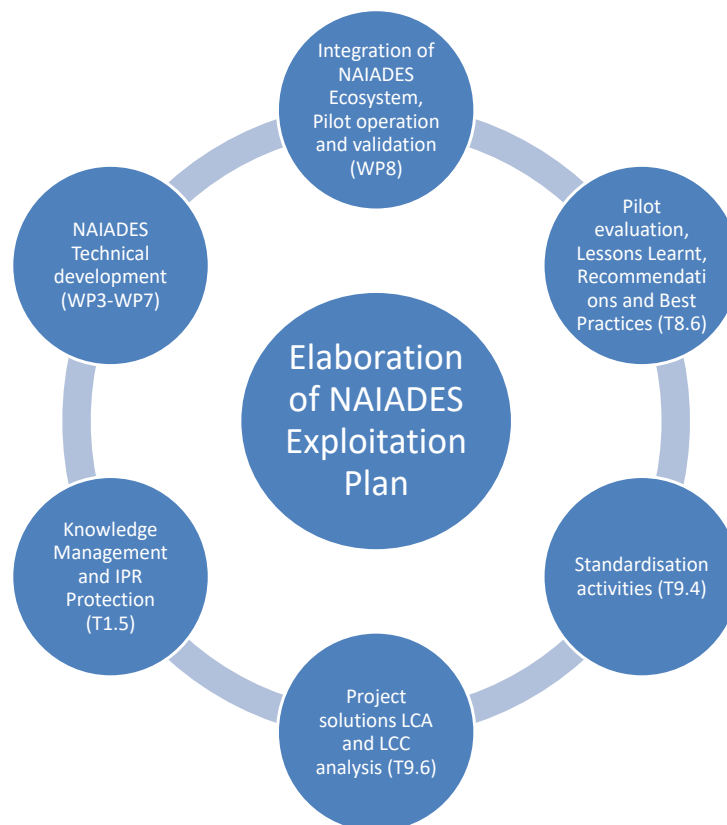 Integration of
NAIADES
Ecosystem,
Pilot operation
and validation
(WP8)
Pilot
evaluation,
Lessons Learnt,
Recommendati
ons and Best
Practices (T8.6)
Standardisation
activities (T9.4)
Project
solutions LCA
and LCC
analysis (T9.6)
Knowledge
Management
and IPR
Protection
(T1.5)
NAIADES
Technical
development
(WP3-WP7)
Elaboration
of NAIADES
Exploitation
Plan